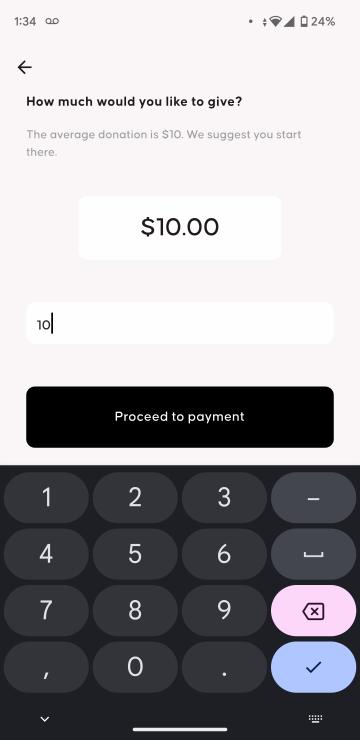 1:34 24%
How much would you like to give?
The average donation is $10. We suggest you start
there.
$10.00
10
Proceed to payment
1 2 3 –
4 5 6
7 8 9
, 0 .